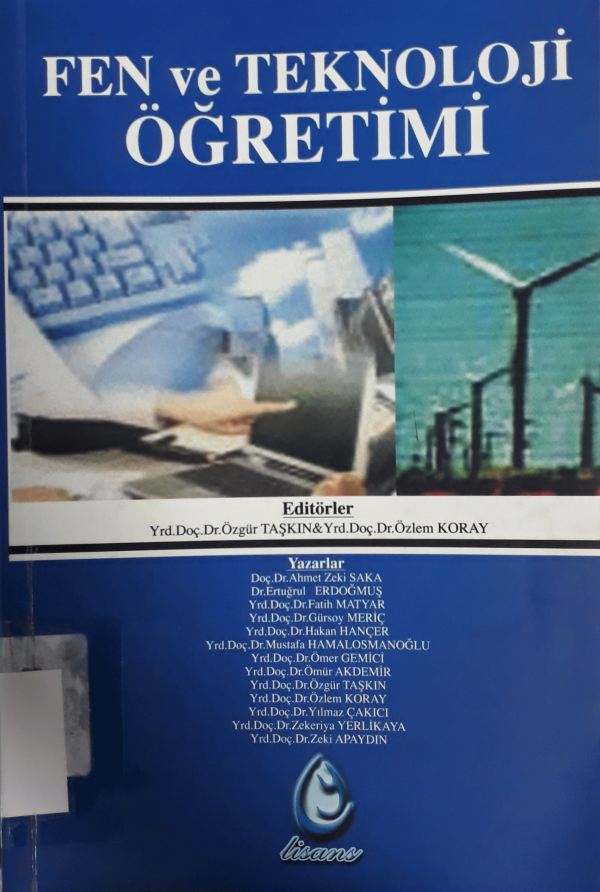 FEN ve TEKNOLOJİ
ÖĞRETİMİ
Editörler
Yrd.Doç.Dr.Özgür TAŞKIN&Yrd.Doç.Dr.Özlem KORAY
Yazarlar
Doç.Dr.Ahmet Zeki SAKA
Dr.Ertuğrul ERDOĞMUŞ
Yrd.Doç.Dr.Fatih MATYAR
Yrd.Doç.Dr.Gürsoy MERİÇ
Yrd.Doç.Dr.Hakan HANÇER
Yrd.Doç.Dr.Mustafa HAMALOSMANOĞLU
Yrd.Doç.Dr.Ömer GEMİCİ
Yrd.Doç.Dr.Ömür AKDEMİR
Yrd.Doç.Dr.Özgür TAŞKIN
Yrd.Doç.Dr.Özlem KORAY
Yrd.Doç.Dr.Yılmaz ÇAKICI
Yrd.Doç.Dr.Zekeriya YERLİKAYA
Yrd.Doç.Dr.Zeki APAYDIN
lisans